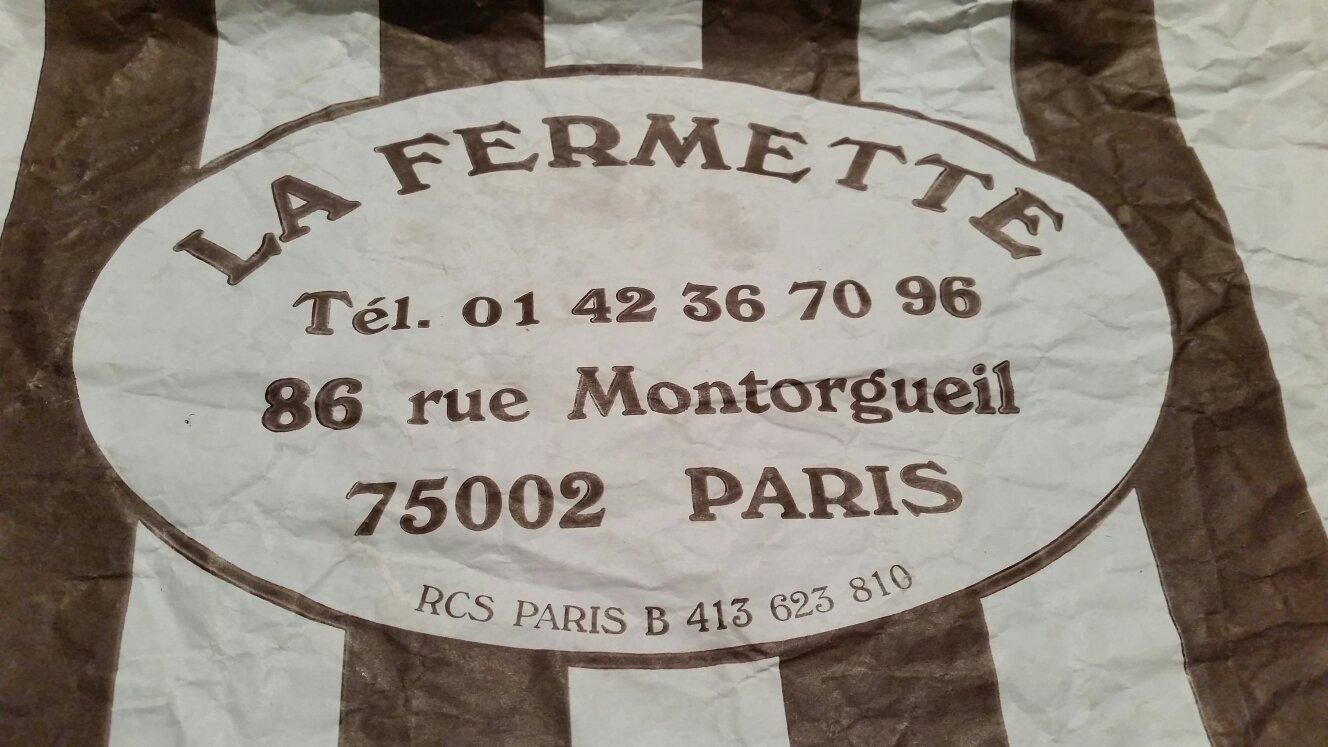 LA FERMETTE
Tél. 01 42 36 70 96
86 rue Montorgueil
75002 PARIS
RCS PARIS B 413 623 810